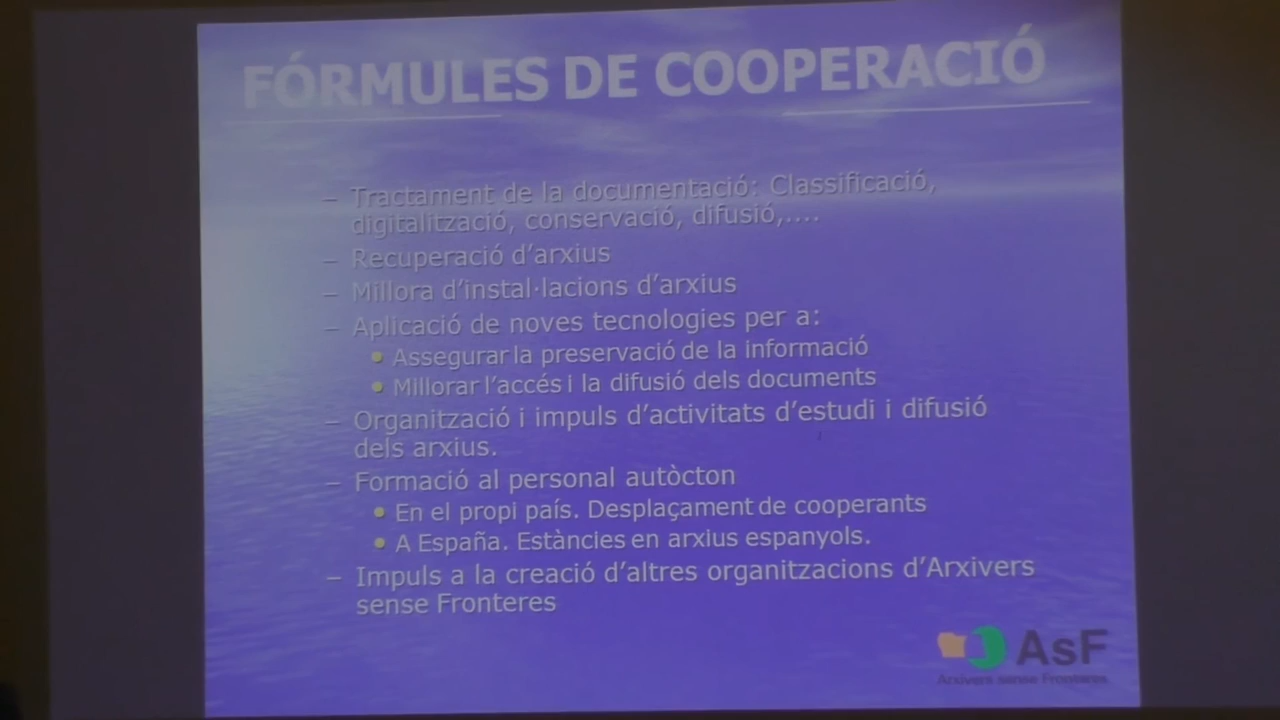 FÓRMULES DE COOPERACIÓ
– Tractament de la documentació: Classificació,
digitalització, conservació, difusió,....
– Recuperació d'arxius
– Millora d'instal·lacions d'arxius
– Aplicació de noves tecnologies per a:
• Assegurar la preservació de la informació
• Millorar l'accés i la difusió dels documents
– Organització i impuls d'activitats d'estudi i difusió
dels arxius.
– Formació al personal autòcton
• En el propi país. Desplaçament de cooperants
• A España. Estàncies en arxius espanyols.
– Impuls a la creació d'altres organitzacions d'Arxivers
sense Fronteres
AsF
Arxivers sense Fronteres